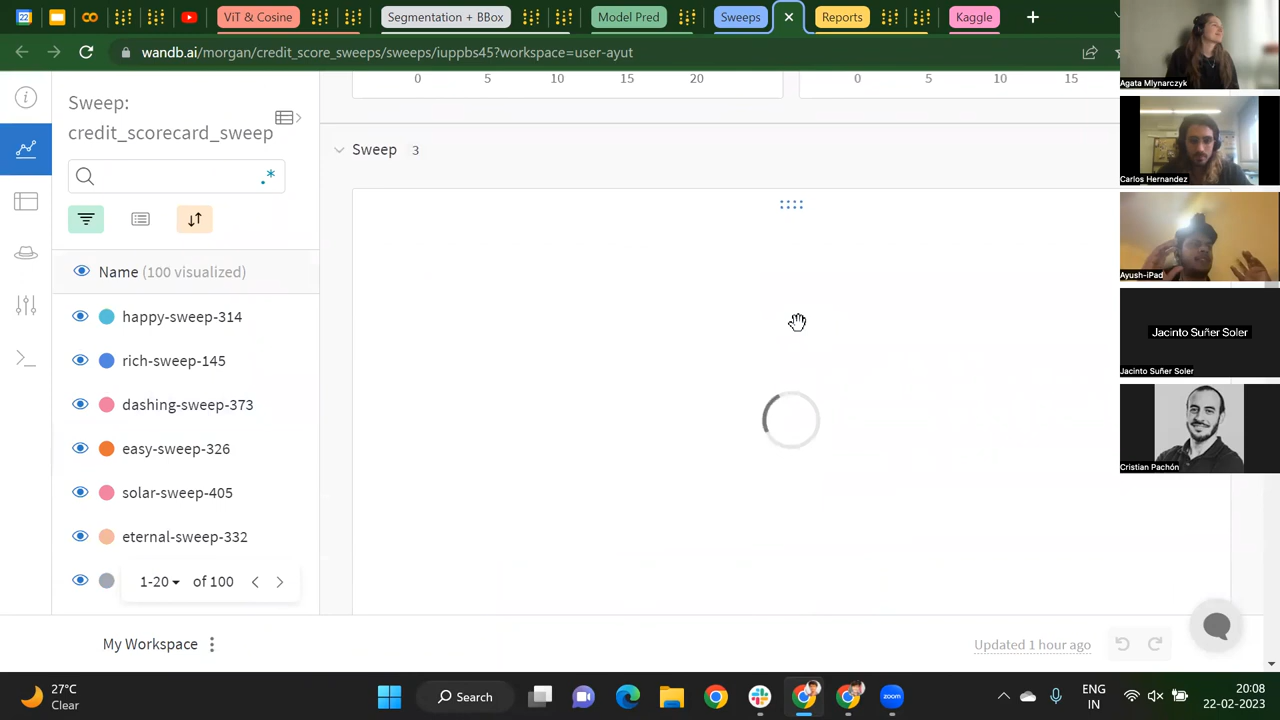 ViT & Cosine
Segmentation + BBox
Model Pred
Sweeps
Reports
Kaggle
wandb.ai/morgan/credit_score_sweeps/sweeps/iuppbs45?workspace=user-ayut
Sweep:
credit_scorecard_sweep
.*
Name (100 visualized)
happy-sweep-314
rich-sweep-145
dashing-sweep-373
easy-sweep-326
solar-sweep-405
eternal-sweep-332
1-20 of 100
0 5 10 15 20
0 5 10 15
Sweep 3
My Workspace
Updated 1 hour ago
Agata Mlynarczyk
Carlos Hernandez
Ayush-iPad
Jacinto Suñer Soler
Jacinto Suñer Soler
Cristian Pachón
27°C
Clear
Search
zoom
ENG
IN
20:08
22-02-2023